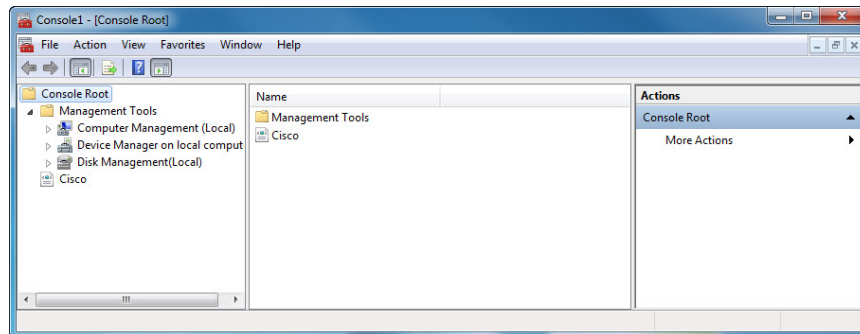 Console1 - [Console Root]
File Action View Favorites Window Help
Console Root
Management Tools
Computer Management (Local)
Device Manager on local comput
Disk Management(Local)
Cisco
Name
Management Tools
Cisco
Actions
Console Root
More Actions